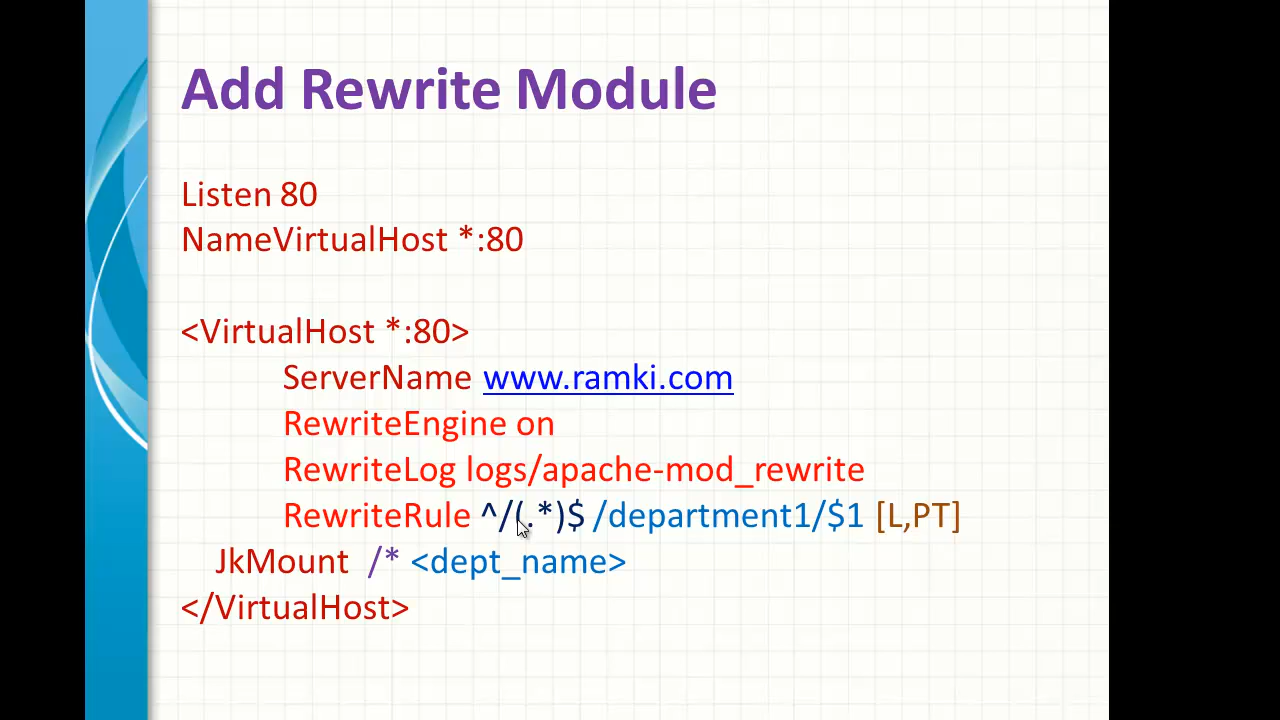 Add Rewrite Module
Listen 80
NameVirtualHost *:80
<VirtualHost *:80>
ServerName www.ramki.com
RewriteEngine on
RewriteLog logs/apache-mod_rewrite
RewriteRule ^/(.*)$ /department1/$1 [L,PT]
JkMount /* <dept_name>
</VirtualHost>